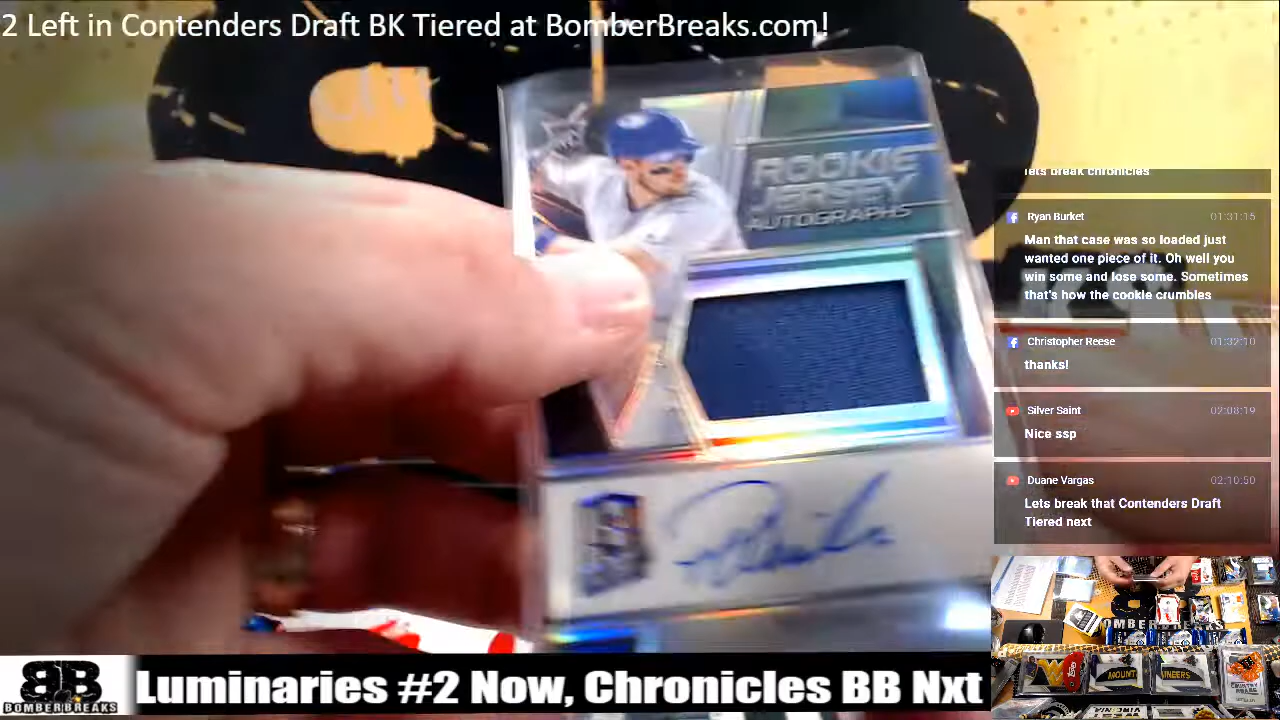 2 Left in Contenders Draft BK Tiered at BomberBreaks.com!
ROOKIE
JERSEY
AUTOGRAPHS
lets break chronicles
Ryan Burket 01:31:15
Man that case was so loaded just
wanted one piece of it. Oh well you
win some and lose some. Sometimes
that's how the cookie crumbles
Christopher Reese 01:32:10
thanks!
Silver Saint 02:08:19
Nice ssp
Duane Vargas 02:10:50
Lets break that Contenders Draft
Tiered next
MOUNT
INEERS
BB
BOMBERBREAKS
Luminaries #2 Now, Chronicles BB Nxt